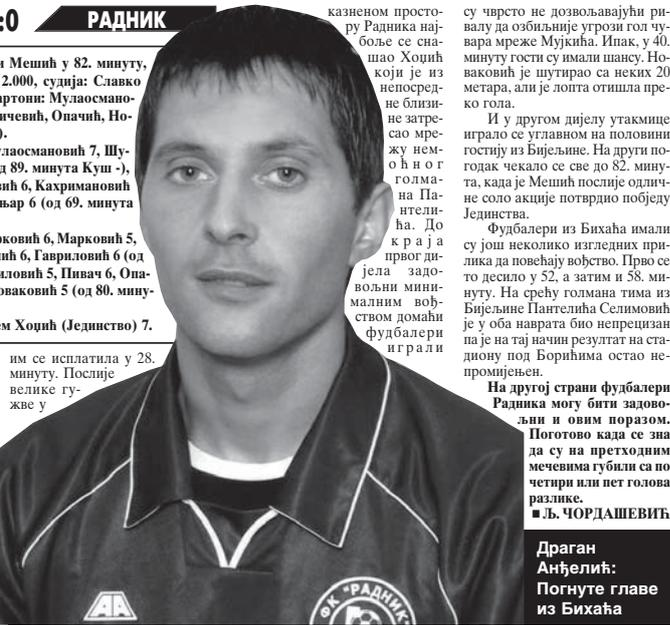 :0 РАДНИК
и Мешић у 82. минуту,
2.000, судија: Славко
артони: Мулаосмано-
ичевић, Опачић, Но-
).
улаосмановић 7, Шу-
д 89. минута Куш -),
вић 6, Кахримановић
њар 6 (од 69. минута
рковић 6, Марковић 5,
ић 6, Гавриловић 6 (од
иловић 5, Пивач 6, Опа-
оваковић 5 (од 80. мину-
ем Хоџић (Јединство) 7.
им се исплатила у 28.
минуту. Послије
велике гу-
жве у
казненом просто-
ру Радника нај-
боље се сна-
шао Хоџић
који је из
непосред-
не близи-
не затре-
сао мре-
жу нем-
оћног
голма-
на Па-
нтели-
ћа. До
краја
првог ди-
јела задо-
вољни мини-
малним вођ-
ством домаћи
фудбалери
играли
су чврсто не дозвољавајући ри-
валу да озбиљније угрози гол чу-
вара мреже Мујкића. Ипак, у 40.
минуту гости су имали шансу. Но-
ваковић је шутирао са неких 20
метара, али је лопта отишла пре-
ко гола.
И у другом дијелу утакмице
играло се углавном на половини
гостију из Бијељине. На други по-
годак чекало се све до 82. мину-
та, када је Мешић послије одлич-
не соло акције потврдио побједу
Јединства.
Фудбалери из Бихаћа имали
су још неколико изгледних при-
лика да повећају вођство. Прво се
то десило у 52, а затим и 58. ми-
нуту. На срећу голмана тима из
Бијељине Пантелића Селимовић
је у оба наврата био непрецизан
па је на тај начин резултат на ста-
диону под Борићима остао не-
промијењен.
На другој страни фудбалери
Радника могу бити задово-
љни и овим поразом.
Поготово када се зна
да су на претходним
мечевима губили са по
четири или пет голова
разлике.
■ Љ. ЧОРДАШЕВИЋ
ФК "РАДНИК"
Драган
Анђелић:
Погнуте главе
из Бихаћа